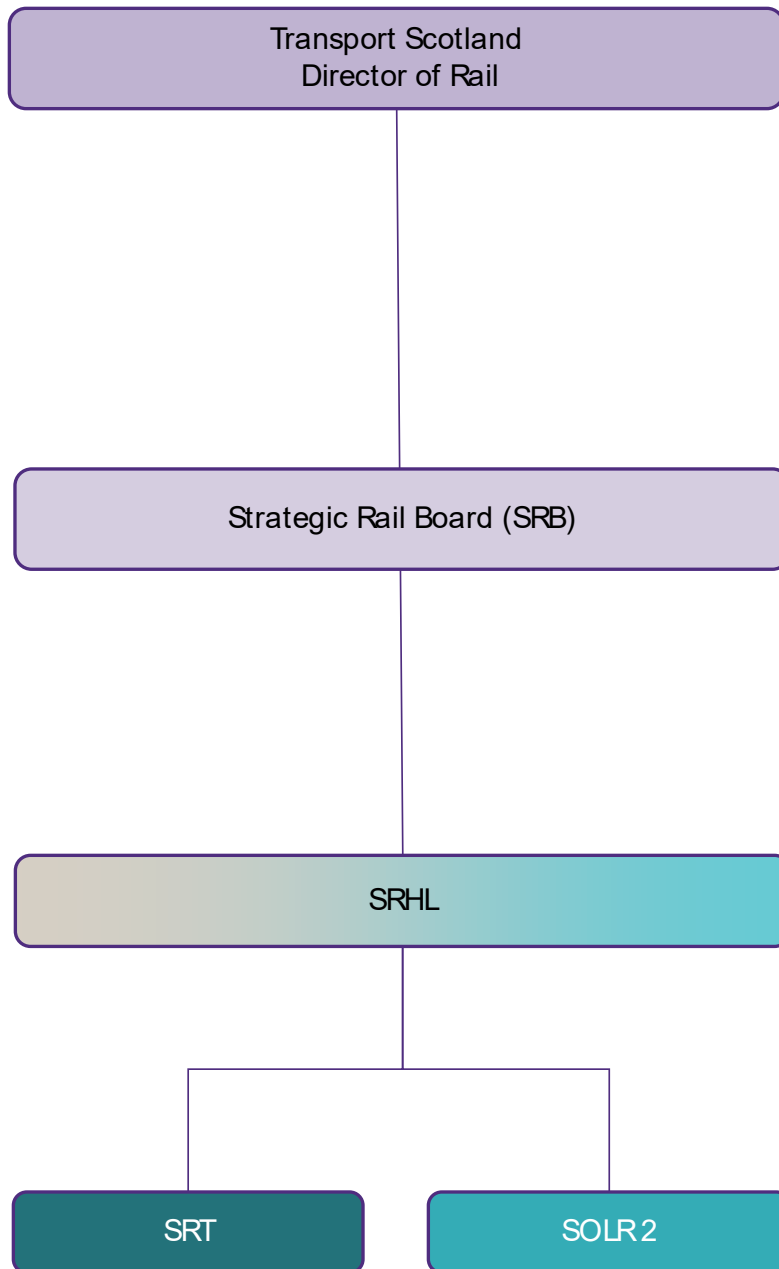 Transport Scotland
Director of Rail
Strategic Rail Board (SRB)
SRHL
SRT
SOLR 2